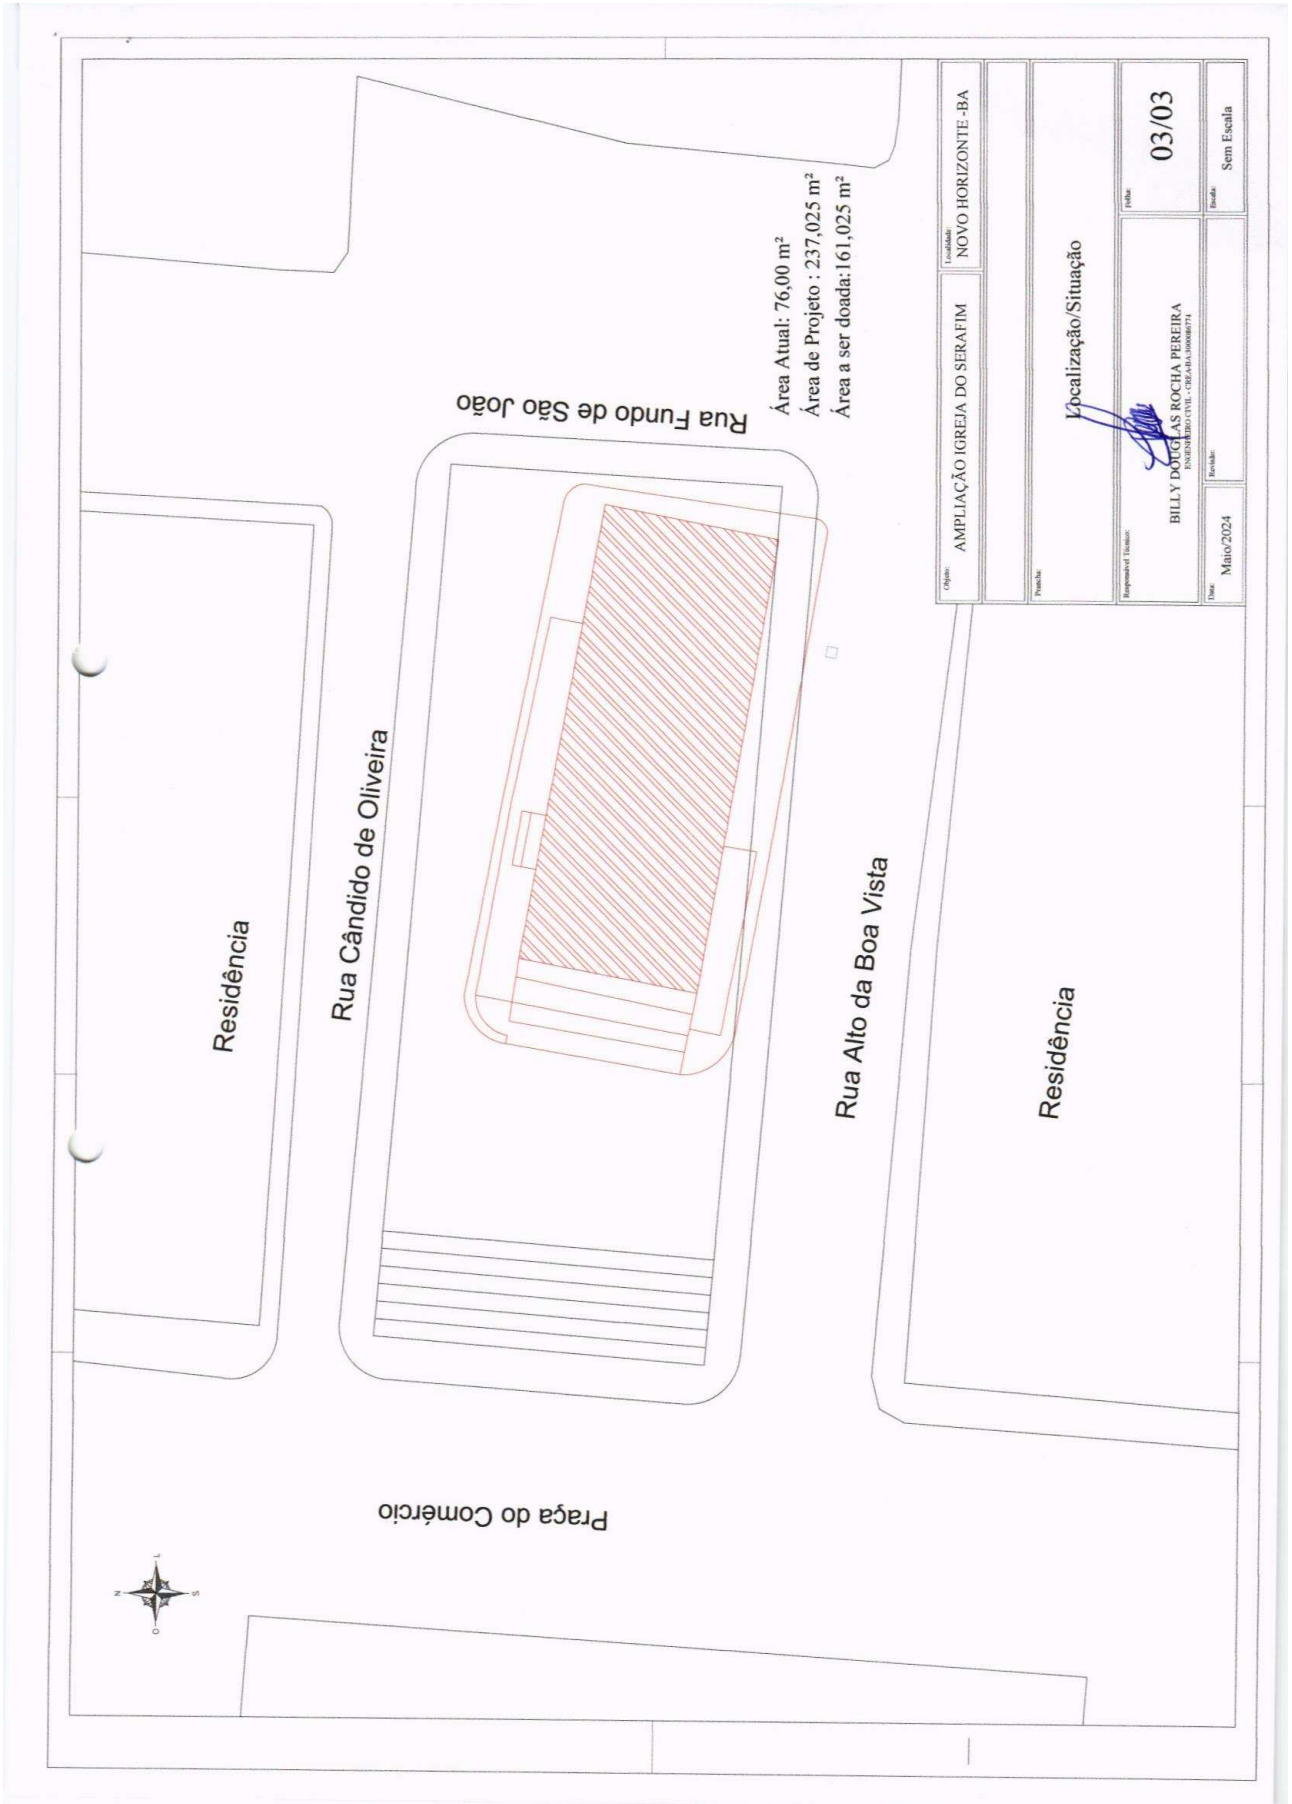 Residência
Rua Cândido de Oliveira
Rua Fundo de São João
Área Atual: 76,00 m²
Área de Projeto : 237,025 m²
Área a ser doada:161,025 m²
Rua Alto da Boa Vista
Residência
Praça do Comércio
N
L
S
O
Objeto:
AMPLIAÇÃO IGREJA DO SERAFIM
Localidade:
NOVO HORIZONTE -BA
Prancha:
Localização/Situação
Responsável Técnico:
BILLY DOUGLAS ROCHA PEREIRA
Folha:
03/03
Data:
Maio/2024
Revisão:
Escala:
Sem Escala